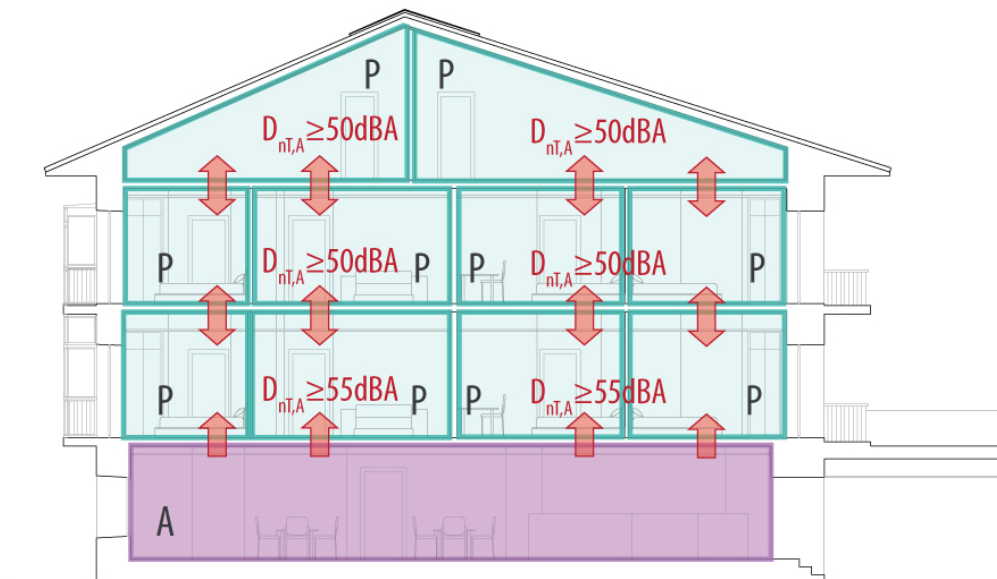 P P
DnT,A≥50dBA DnT,A≥50dBA
P DnT,A≥50dBA P P DnT,A≥50dBA P
P DnT,A≥55dBA P P DnT,A≥55dBA P
A